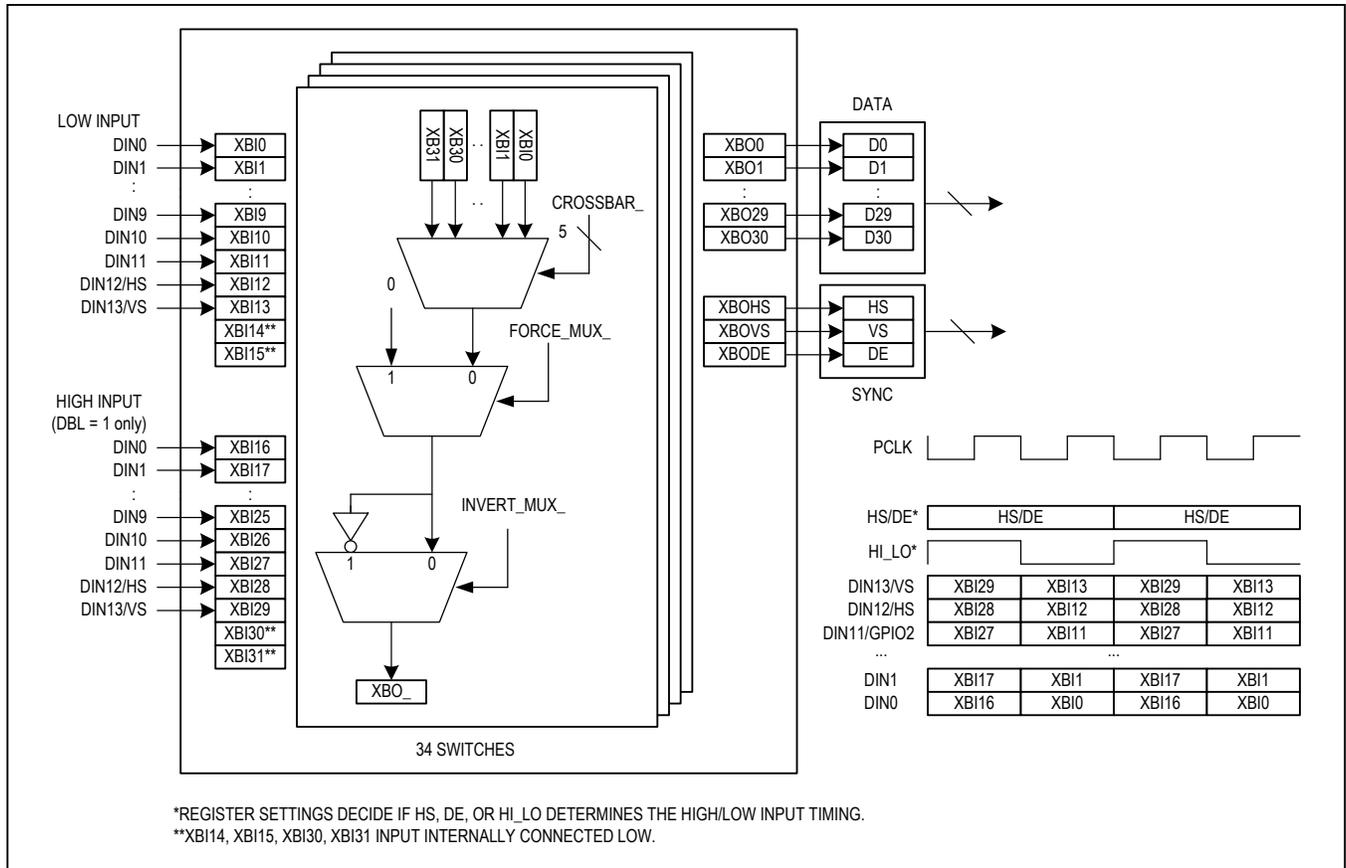 LOW INPUT
DIN0 XBI0
DIN1 XBI1
: :
DIN9 XBI9
DIN10 XBI10
DIN11 XBI11
DIN12/HS XBI12
DIN13/VS XBI13
XBI14**
XBI15**
HIGH INPUT
(DBL = 1 only)
DIN0 XBI16
DIN1 XBI17
: :
DIN9 XBI25
DIN10 XBI26
DIN11 XBI27
DIN12/HS XBI28
DIN13/VS XBI29
XBI30**
XBI31**
XB31 XB30 .. XBI1 XBI0
..
CROSSBAR_
5
0
FORCE_MUX_
1 0
INVERT_MUX_
1 0
XBO_
34 SWITCHES
DATA
XBO0 D0
XBO1 D1
: :
XBO29 D29
XBO30 D30
XBOHS HS
XBOVS VS
XBODE DE
SYNC
PCLK
HS/DE* HS/DE HS/DE
HI_LO*
DIN13/VS XBI29 XBI13 XBI29 XBI13
DIN12/HS XBI28 XBI12 XBI28 XBI12
DIN11/GPIO2 XBI27 XBI11 XBI27 XBI11
... ...
DIN1 XBI17 XBI1 XBI17 XBI1
DIN0 XBI16 XBI0 XBI16 XBI0
*REGISTER SETTINGS DECIDE IF HS, DE, OR HI_LO DETERMINES THE HIGH/LOW INPUT TIMING.
**XBI14, XBI15, XBI30, XBI31 INPUT INTERNALLY CONNECTED LOW.